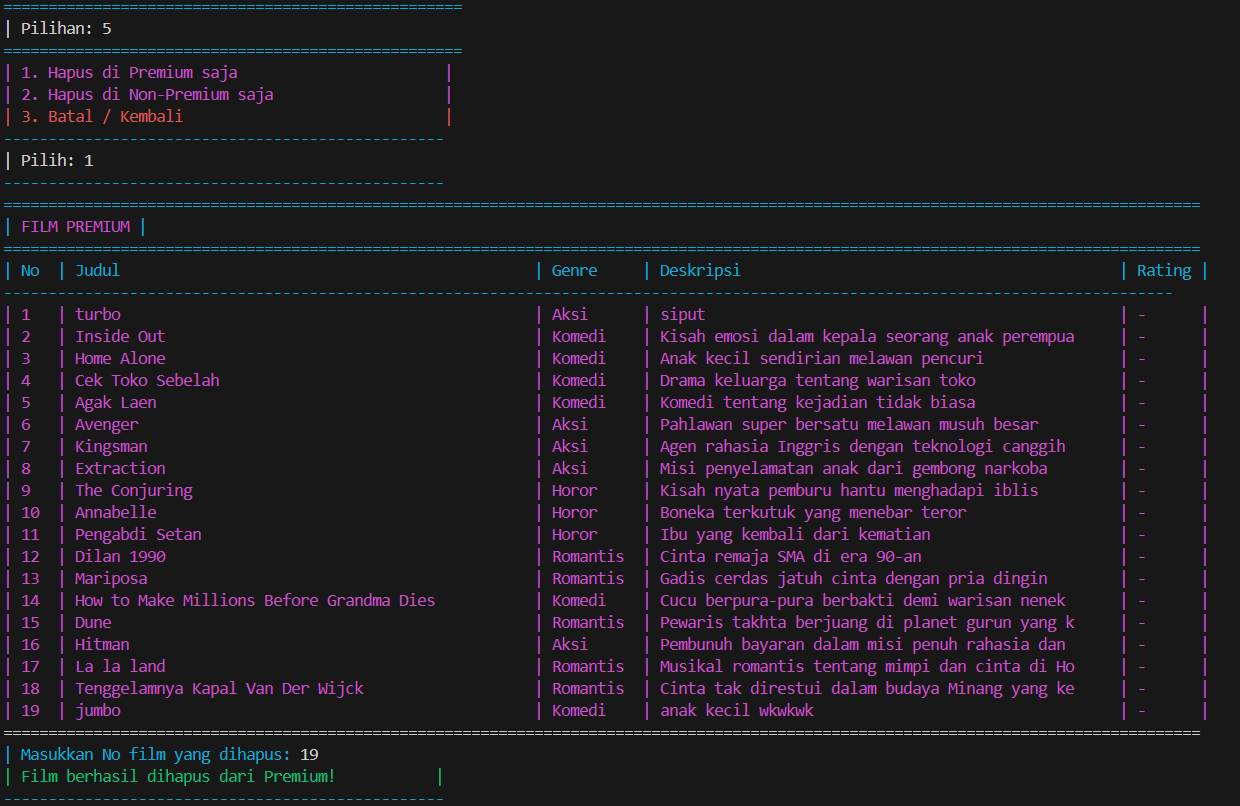 ===================================================
| Pilihan: 5
===================================================
| 1. Hapus di Premium saja                       |
| 2. Hapus di Non-Premium saja                   |
| 3. Batal / Kembali                             |
-------------------------------------------------
| Pilih: 1
-------------------------------------------------
=====================================================================================================================================
| FILM PREMIUM |
=====================================================================================================================================
| No  | Judul                                              | Genre     | Deskripsi                                          | Rating |
----------------------------------------------------------------------------------------------------------------------------------
| 1   | turbo                                              | Aksi      | siput                                              | -      |
| 2   | Inside Out                                         | Komedi    | Kisah emosi dalam kepala seorang anak perempua     | -      |
| 3   | Home Alone                                         | Komedi    | Anak kecil sendirian melawan pencuri               | -      |
| 4   | Cek Toko Sebelah                                   | Komedi    | Drama keluarga tentang warisan toko                | -      |
| 5   | Agak Laen                                          | Komedi    | Komedi tentang kejadian tidak biasa                | -      |
| 6   | Avenger                                            | Aksi      | Pahlawan super bersatu melawan musuh besar         | -      |
| 7   | Kingsman                                           | Aksi      | Agen rahasia Inggris dengan teknologi canggih      | -      |
| 8   | Extraction                                         | Aksi      | Misi penyelamatan anak dari gembong narkoba        | -      |
| 9   | The Conjuring                                      | Horor     | Kisah nyata pemburu hantu menghadapi iblis         | -      |
| 10  | Annabelle                                          | Horor     | Boneka terkutuk yang menebar teror                 | -      |
| 11  | Pengabdi Setan                                     | Horor     | Ibu yang kembali dari kematian                     | -      |
| 12  | Dilan 1990                                         | Romantis  | Cinta remaja SMA di era 90-an                      | -      |
| 13  | Mariposa                                           | Romantis  | Gadis cerdas jatuh cinta dengan pria dingin        | -      |
| 14  | How to Make Millions Before Grandma Dies           | Komedi    | Cucu berpura-pura berbakti demi warisan nenek      | -      |
| 15  | Dune                                               | Romantis  | Pewaris takhta berjuang di planet gurun yang k     | -      |
| 16  | Hitman                                             | Aksi      | Pembunuh bayaran dalam misi penuh rahasia dan      | -      |
| 17  | La la land                                         | Romantis  | Musikal romantis tentang mimpi dan cinta di Ho     | -      |
| 18  | Tenggelamnya Kapal Van Der Wijck                   | Romantis  | Cinta tak direstui dalam budaya Minang yang ke     | -      |
| 19  | jumbo                                              | Komedi    | anak kecil wkwkwk                                  | -      |
=====================================================================================================================================
| Masukkan No film yang dihapus: 19
| Film berhasil dihapus dari Premium!           |
-------------------------------------------------